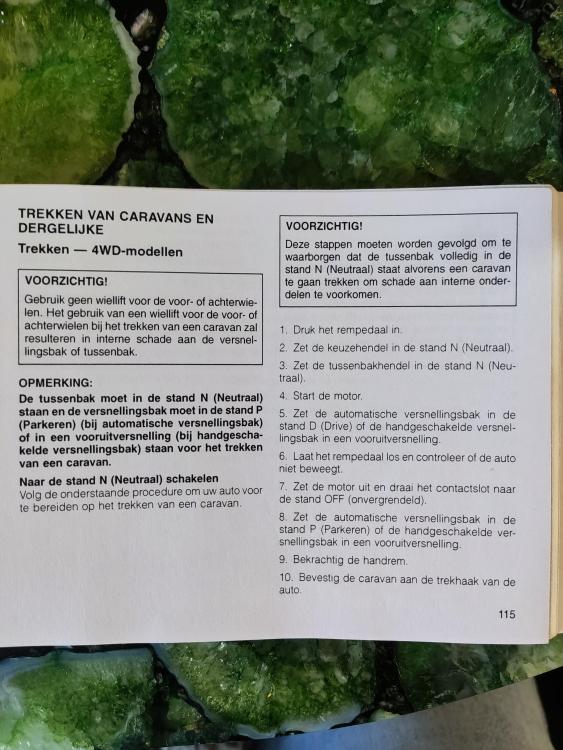 TREKKEN VAN CARAVANS EN
DERGELIJKE
Trekken — 4WD-modellen
VOORZICHTIG!
Gebruik geen wiellift voor de voor- of achterwie-
len. Het gebruik van een wiellift voor de voor- of
achterwielen bij het trekken van een caravan zal
resulteren in interne schade aan de versnel-
lingsbak of tussenbak.
OPMERKING:
De tussenbak moet in de stand N (Neutraal)
staan en de versnellingsbak moet in de stand P
(Parkeren) (bij automatische versnellingsbak)
of in een vooruitversnelling (bij handgescha-
kelde versnellingsbak) staan voor het trekken
van een caravan.
Naar de stand N (Neutraal) schakelen
Volg de onderstaande procedure om uw auto voor
te bereiden op het trekken van een caravan.
VOORZICHTIG!
Deze stappen moeten worden gevolgd om te
waarborgen dat de tussenbak volledig in de
stand N (Neutraal) staat alvorens een caravan
te gaan trekken om schade aan interne onder-
delen te voorkomen.
1. Druk het rempedaal in.
2. Zet de keuzehendel in de stand N (Neutraal).
3. Zet de tussenbakhendel in de stand N (Neu-
traal).
4. Start de motor.
5. Zet de automatische versnellingsbak in de
stand D (Drive) of de handgeschakelde versnel-
lingsbak in een vooruitversnelling.
6. Laat het rempedaal los en controleer of de auto
niet beweegt.
7. Zet de motor uit en draai het contactslot naar
de stand OFF (onvergrendeld).
8. Zet de automatische versnellingsbak in de
stand P (Parkeren) of de handgeschakelde ver-
snellingsbak in een vooruitversnelling.
9. Bekrachtig de handrem.
10. Bevestig de caravan aan de trekhaak van de
auto.
115